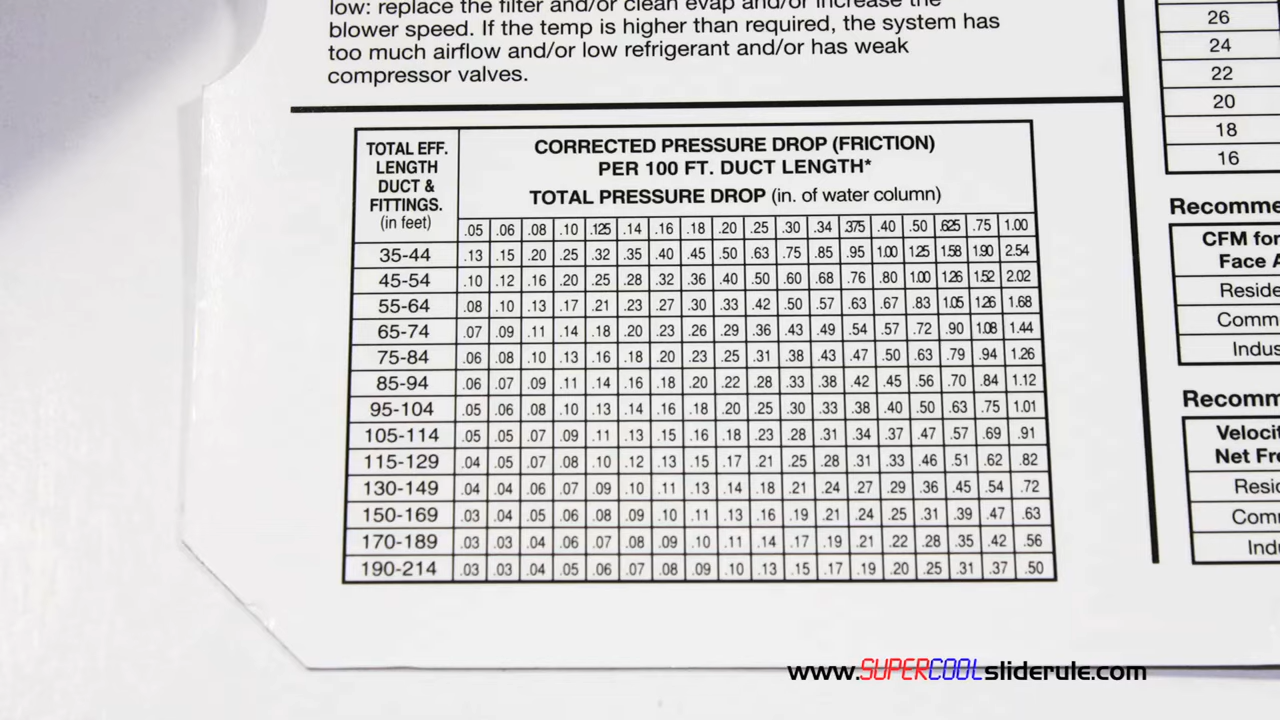 low: replace the filter and/or clean evap and/or increase the
blower speed. If the temp is higher than required, the system has
too much airflow and/or low refrigerant and/or has weak
compressor valves.
TOTAL EFF.
LENGTH
DUCT &
FITTINGS.
(in feet)
CORRECTED PRESSURE DROP (FRICTION)
PER 100 FT. DUCT LENGTH*
TOTAL PRESSURE DROP (in. of water column)
.05 .06 .08 .10 .125 .14 .16 .18 .20 .25 .30 .34 .375 .40 .50 .625 .75 1.00
35-44 .13 .15 .20 .25 .32 .35 .40 .45 .50 .63 .75 .85 .95 1.00 1.25 1.58 1.90 2.54
45-54 .10 .12 .16 .20 .25 .28 .32 .36 .40 .50 .60 .68 .76 .80 1.00 1.26 1.52 2.02
55-64 .08 .10 .13 .17 .21 .23 .27 .30 .33 .42 .50 .57 .63 .67 .83 1.05 1.26 1.68
65-74 .07 .09 .11 .14 .18 .20 .23 .26 .29 .36 .43 .49 .54 .57 .72 .90 1.08 1.44
75-84 .06 .08 .10 .13 .16 .18 .20 .23 .25 .31 .38 .43 .47 .50 .63 .79 .94 1.26
85-94 .06 .07 .09 .11 .14 .16 .18 .20 .22 .28 .33 .38 .42 .45 .56 .70 .84 1.12
95-104 .05 .06 .08 .10 .13 .14 .16 .18 .20 .25 .30 .33 .38 .40 .50 .63 .75 1.01
105-114 .05 .05 .07 .09 .11 .13 .15 .16 .18 .23 .28 .31 .34 .37 .47 .57 .69 .91
115-129 .04 .05 .07 .08 .10 .12 .13 .15 .17 .21 .25 .28 .31 .33 .46 .51 .62 .82
130-149 .04 .04 .06 .07 .09 .10 .11 .13 .14 .18 .21 .24 .27 .29 .36 .45 .54 .72
150-169 .03 .04 .05 .06 .08 .09 .10 .11 .13 .16 .19 .21 .24 .25 .31 .39 .47 .63
170-189 .03 .03 .04 .06 .07 .08 .09 .10 .11 .14 .17 .19 .21 .22 .28 .35 .42 .56
190-214 .03 .03 .04 .05 .06 .07 .08 .09 .10 .13 .15 .17 .19 .20 .25 .31 .37 .50
26
24
22
20
18
16
Recomme
CFM for
Face A
Reside
Comm
Indus
Recomm
Velocit
Net Fre
Resid
Comm
Indu
www.SUPERCOOLsliderule.com